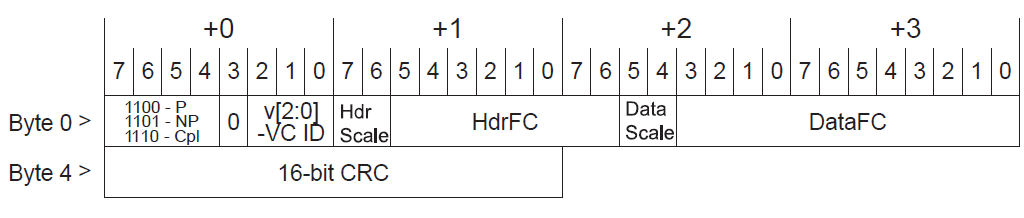 +0 +1 +2 +3
7 6 5 4 3 2 1 0 7 6 5 4 3 2 1 0 7 6 5 4 3 2 1 0 7 6 5 4 3 2 1 0
Byte 0 >
1100 - P
1101 - NP
1110 - Cpl
0
v[2:0]
-VC ID
Hdr
Scale
HdrFC
Data
Scale
DataFC
Byte 4 >
16-bit CRC